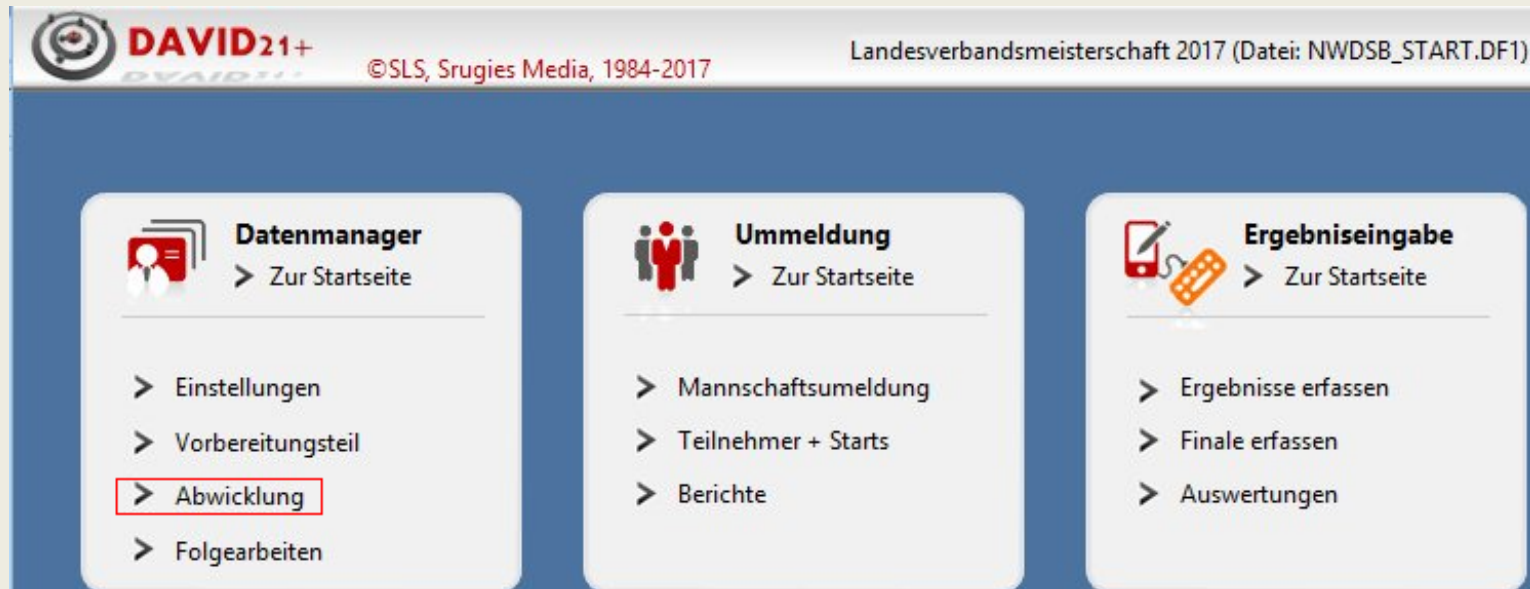 DAVID21+
©SLS, Srugies Media, 1984-2017
Landesverbandsmeisterschaft 2017 (Datei: NWDSB_START.DF1)
Datenmanager
> Zur Startseite
> Einstellungen
> Vorbereitungsteil
> Abwicklung
> Folgearbeiten
Ummeldung
> Zur Startseite
> Mannschaftsumeldung
> Teilnehmer + Starts
> Berichte
Ergebniseingabe
> Zur Startseite
> Ergebnisse erfassen
> Finale erfassen
> Auswertungen